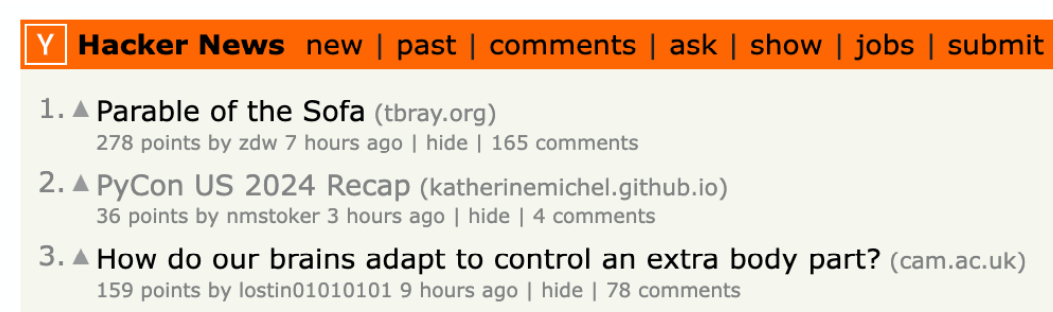 Y Hacker News new | past | comments | ask | show | jobs | submit
1. ▲ Parable of the Sofa (tbray.org)
278 points by zdw 7 hours ago | hide | 165 comments
2. ▲ PyCon US 2024 Recap (katherinemichel.github.io)
36 points by nmstoker 3 hours ago | hide | 4 comments
3. ▲ How do our brains adapt to control an extra body part? (cam.ac.uk)
159 points by lostin01010101 9 hours ago | hide | 78 comments